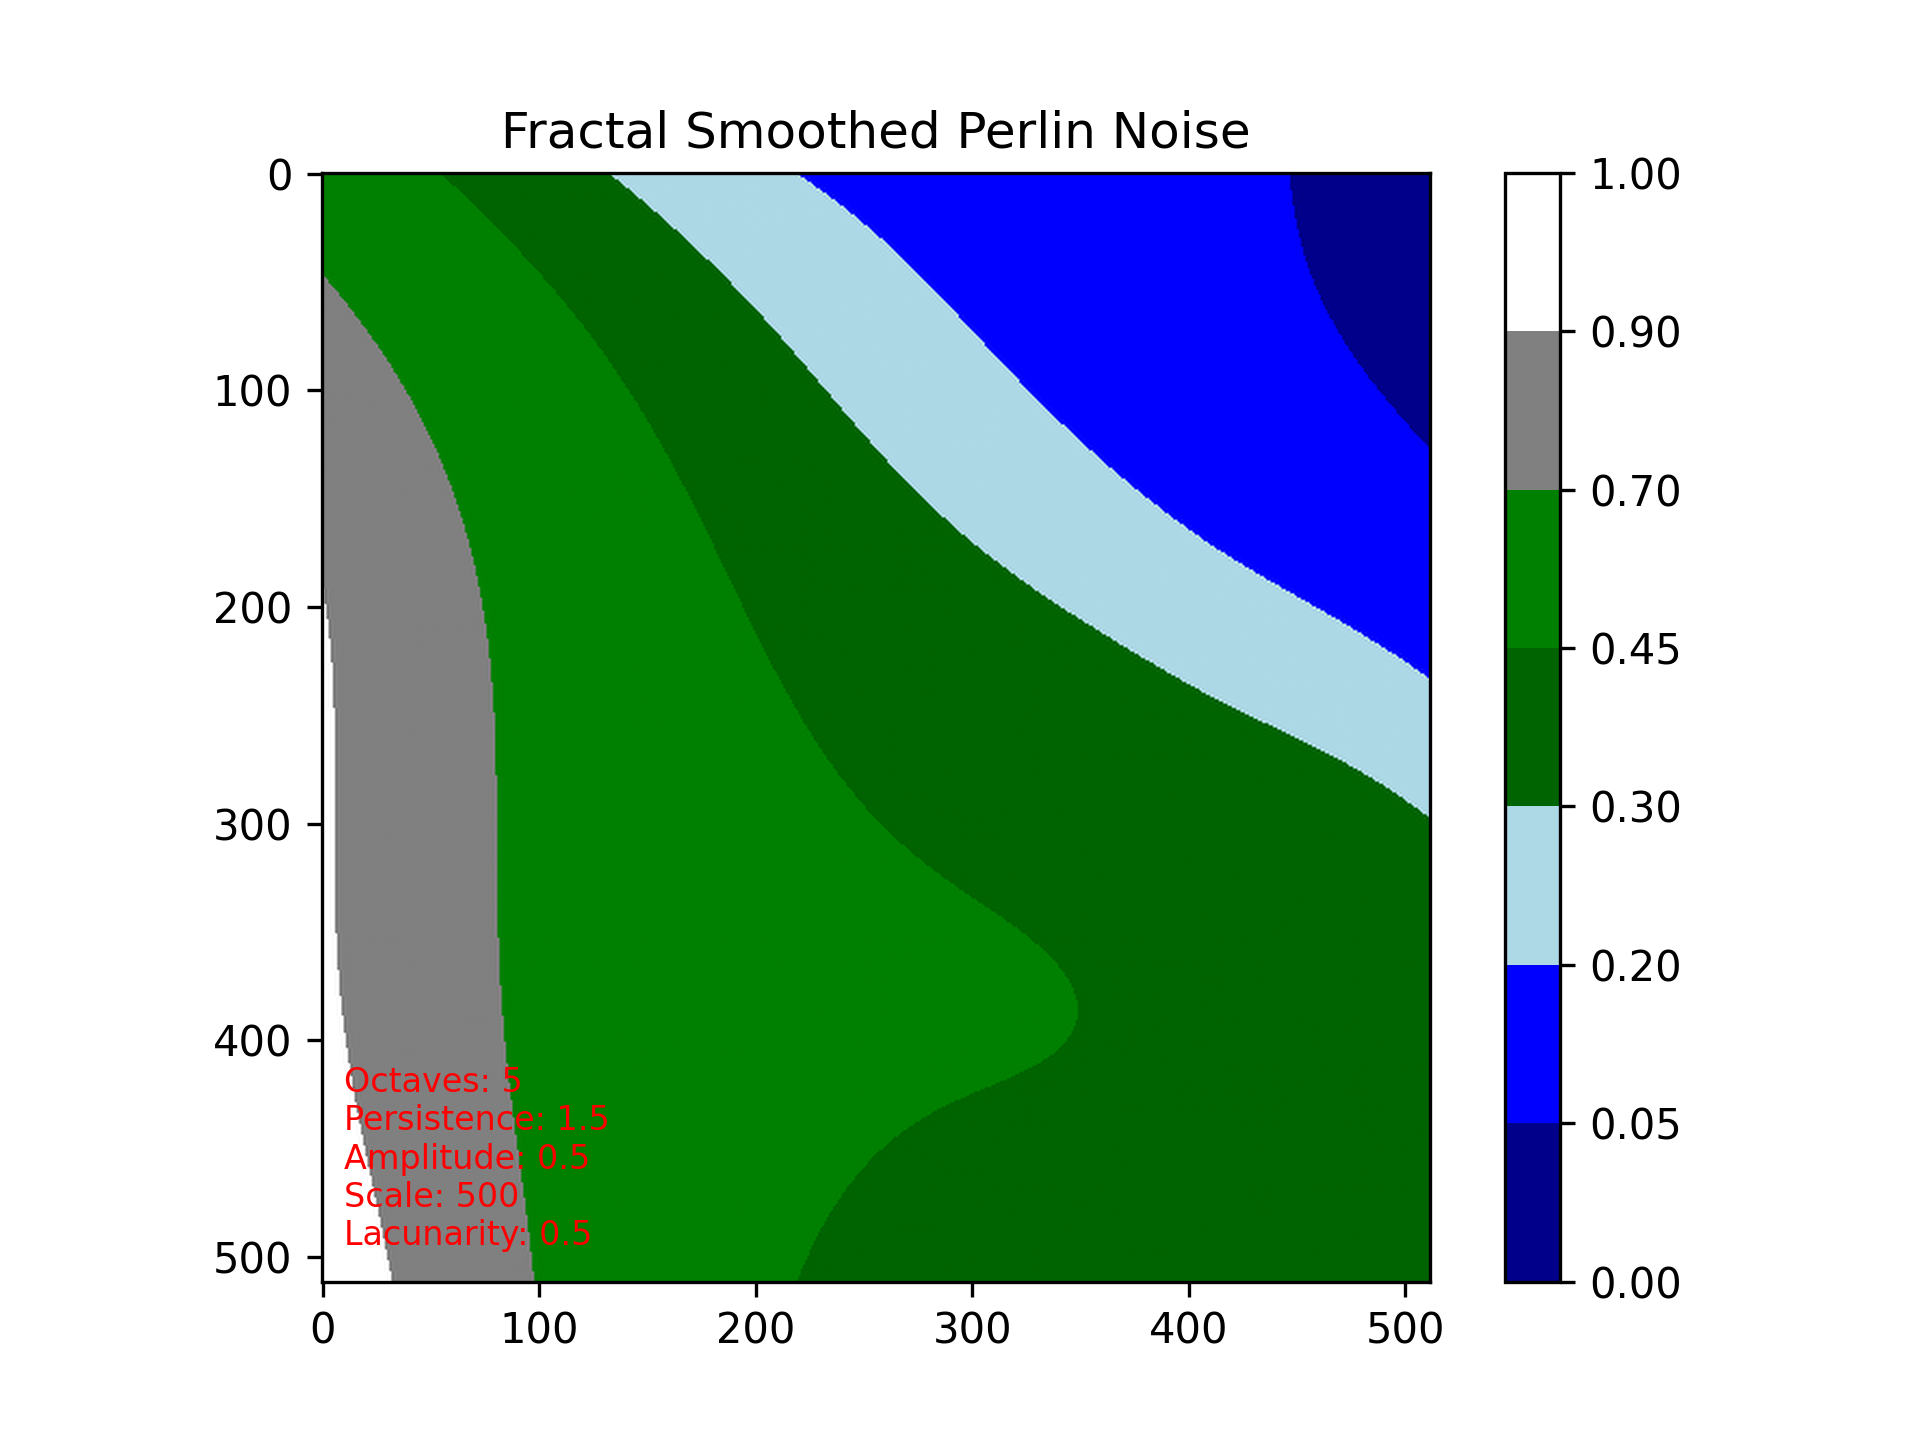 Fractal Smoothed Perlin Noise
0
100
200
300
400
500
Octaves: 5
Persistence: 1.5
Amplitude: 0.5
Scale: 500
Lacunarity: 0.5
0 100 200 300 400 500
1.00
0.90
0.70
0.45
0.30
0.20
0.05
0.00